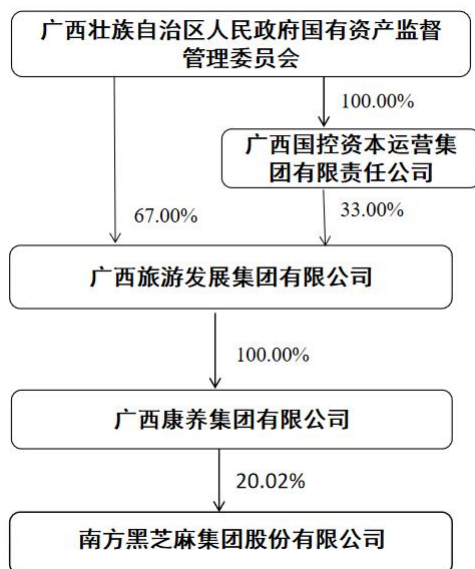 广西壮族自治区人民政府国有资产监督
管理委员会
100.00%
广西国控资本运营集
团有限责任公司
67.00%
33.00%
广西旅游发展集团有限公司
100.00%
广西康养集团有限公司
20.02%
南方黑芝麻集团股份有限公司